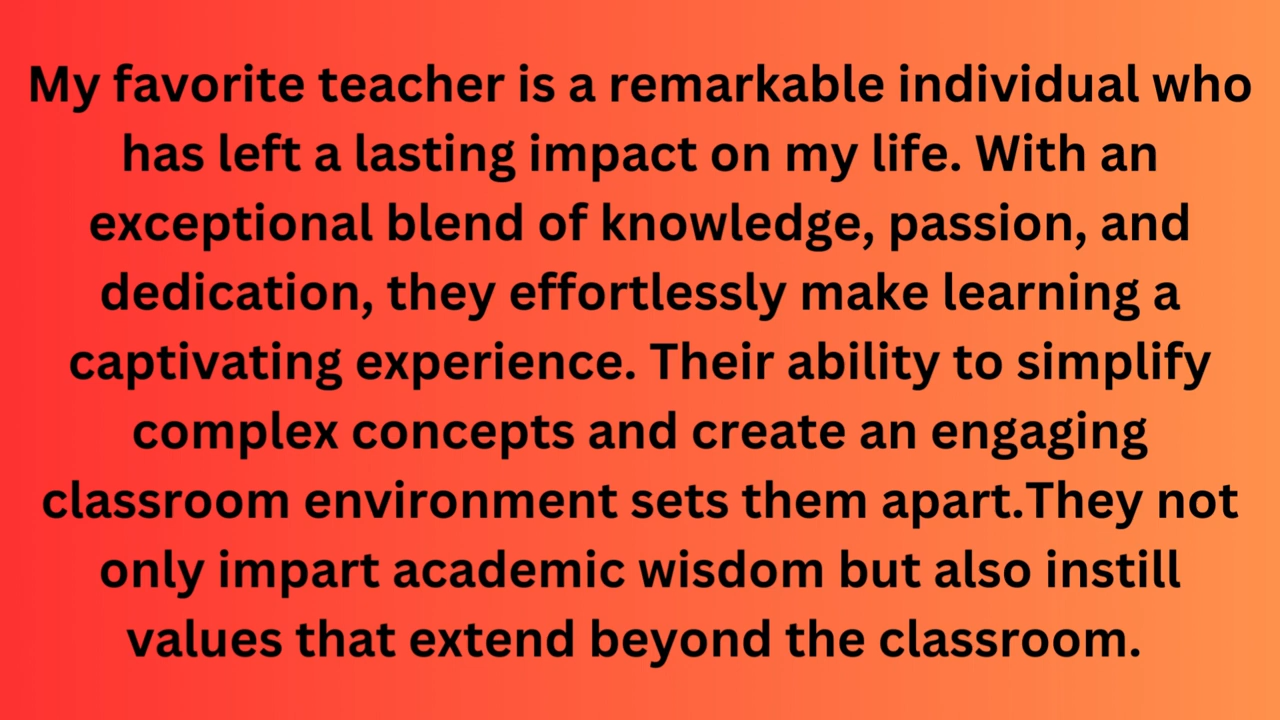 My favorite teacher is a remarkable individual who
has left a lasting impact on my life. With an
exceptional blend of knowledge, passion, and
dedication, they effortlessly make learning a
captivating experience. Their ability to simplify
complex concepts and create an engaging
classroom environment sets them apart.They not
only impart academic wisdom but also instill
values that extend beyond the classroom.